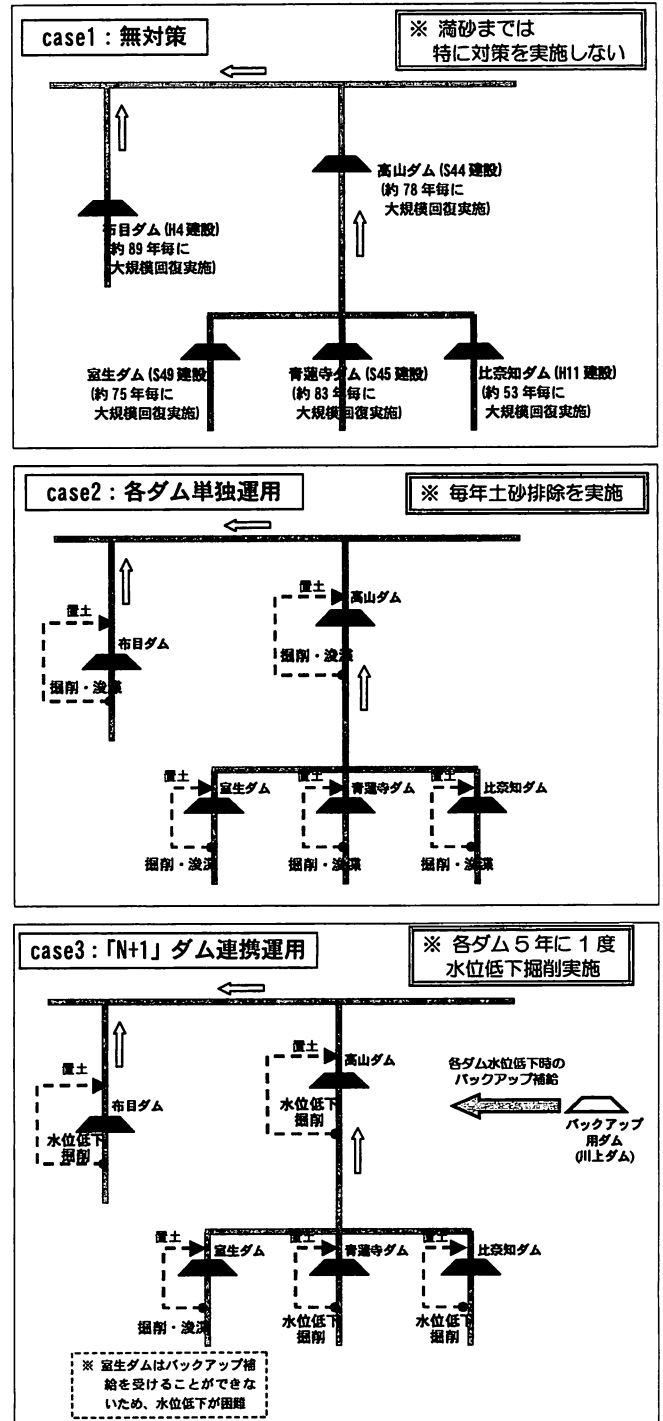 case1：無対策
※ 満砂までは
特に対策を実施しない
高山ダム(S44 建設)
(約 78 年毎に
大規模回復実施)
布目ダム(H4 建設)
(約 89 年毎に
大規模回復実施)
室生ダム(S49 建設)
(約 75 年毎に
大規模回復実施)
青蓮寺ダム(S45 建設)
(約 83 年毎に
大規模回復実施)
比奈知ダム(H11 建設)
(約 53 年毎に
大規模回復実施)
case2：各ダム単独運用
※ 毎年土砂排除を実施
置土
高山ダム
掘削・浚渫
置土
布目ダム
掘削・浚渫
置土
室生ダム
掘削・浚渫
置土
青蓮寺ダム
掘削・浚渫
置土
比奈知ダム
掘削・浚渫
case3：「N+1」ダム連携運用
※ 各ダム５年に１度
水位低下掘削実施
置土
高山ダム
水位低下
掘削
置土
布目ダム
水位低下
掘削
各ダム水位低下時の
バックアップ補給
バックアップ
用ダム
(川上ダム)
置土
室生ダム
掘削・浚渫
置土
青蓮寺ダム
水位低下
掘削
置土
比奈知ダム
水位低下
掘削
※ 室生ダムはバックアップ補
給を受けることができな
いため、水位低下が困難